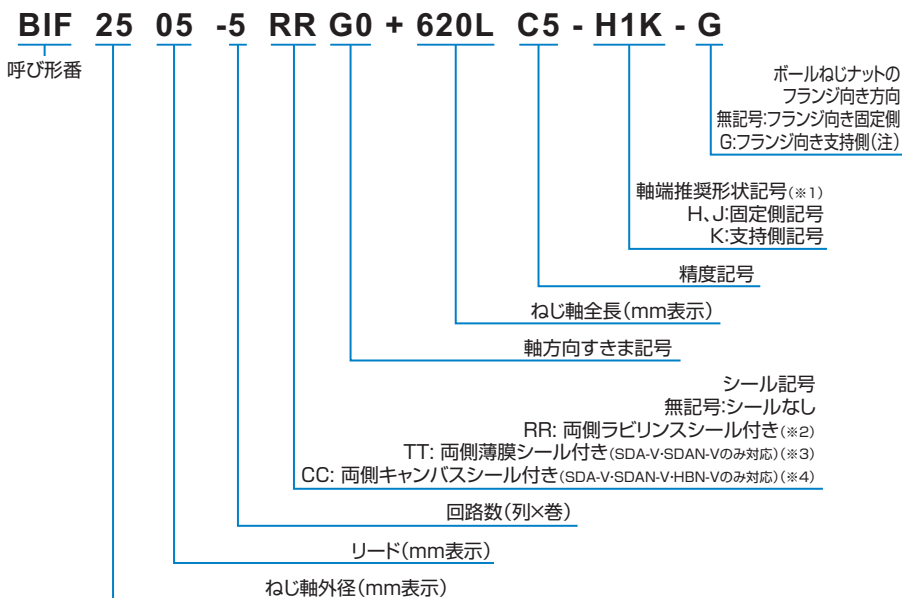 BIF 25 05 -5 RR G0 + 620L C5 - H1K - G
呼び形番
ボールねじナットの
フランジ向き方向
無記号:フランジ向き固定側
G:フランジ向き支持側(注)
軸端推奨形状記号(※1)
H、J:固定側記号
K:支持側記号
精度記号
ねじ軸全長(mm表示)
軸方向すきま記号
シール記号
無記号:シールなし
RR: 両側ラビリンスシール付き(※2)
TT: 両側薄膜シール付き(SDA-V・SDAN-Vのみ対応)(※3)
CC: 両側キャンバスシール付き(SDA-V・SDAN-V・HBN-Vのみ対応)(※4)
回路数(列×巻)
リード(mm表示)
ねじ軸外径(mm表示)